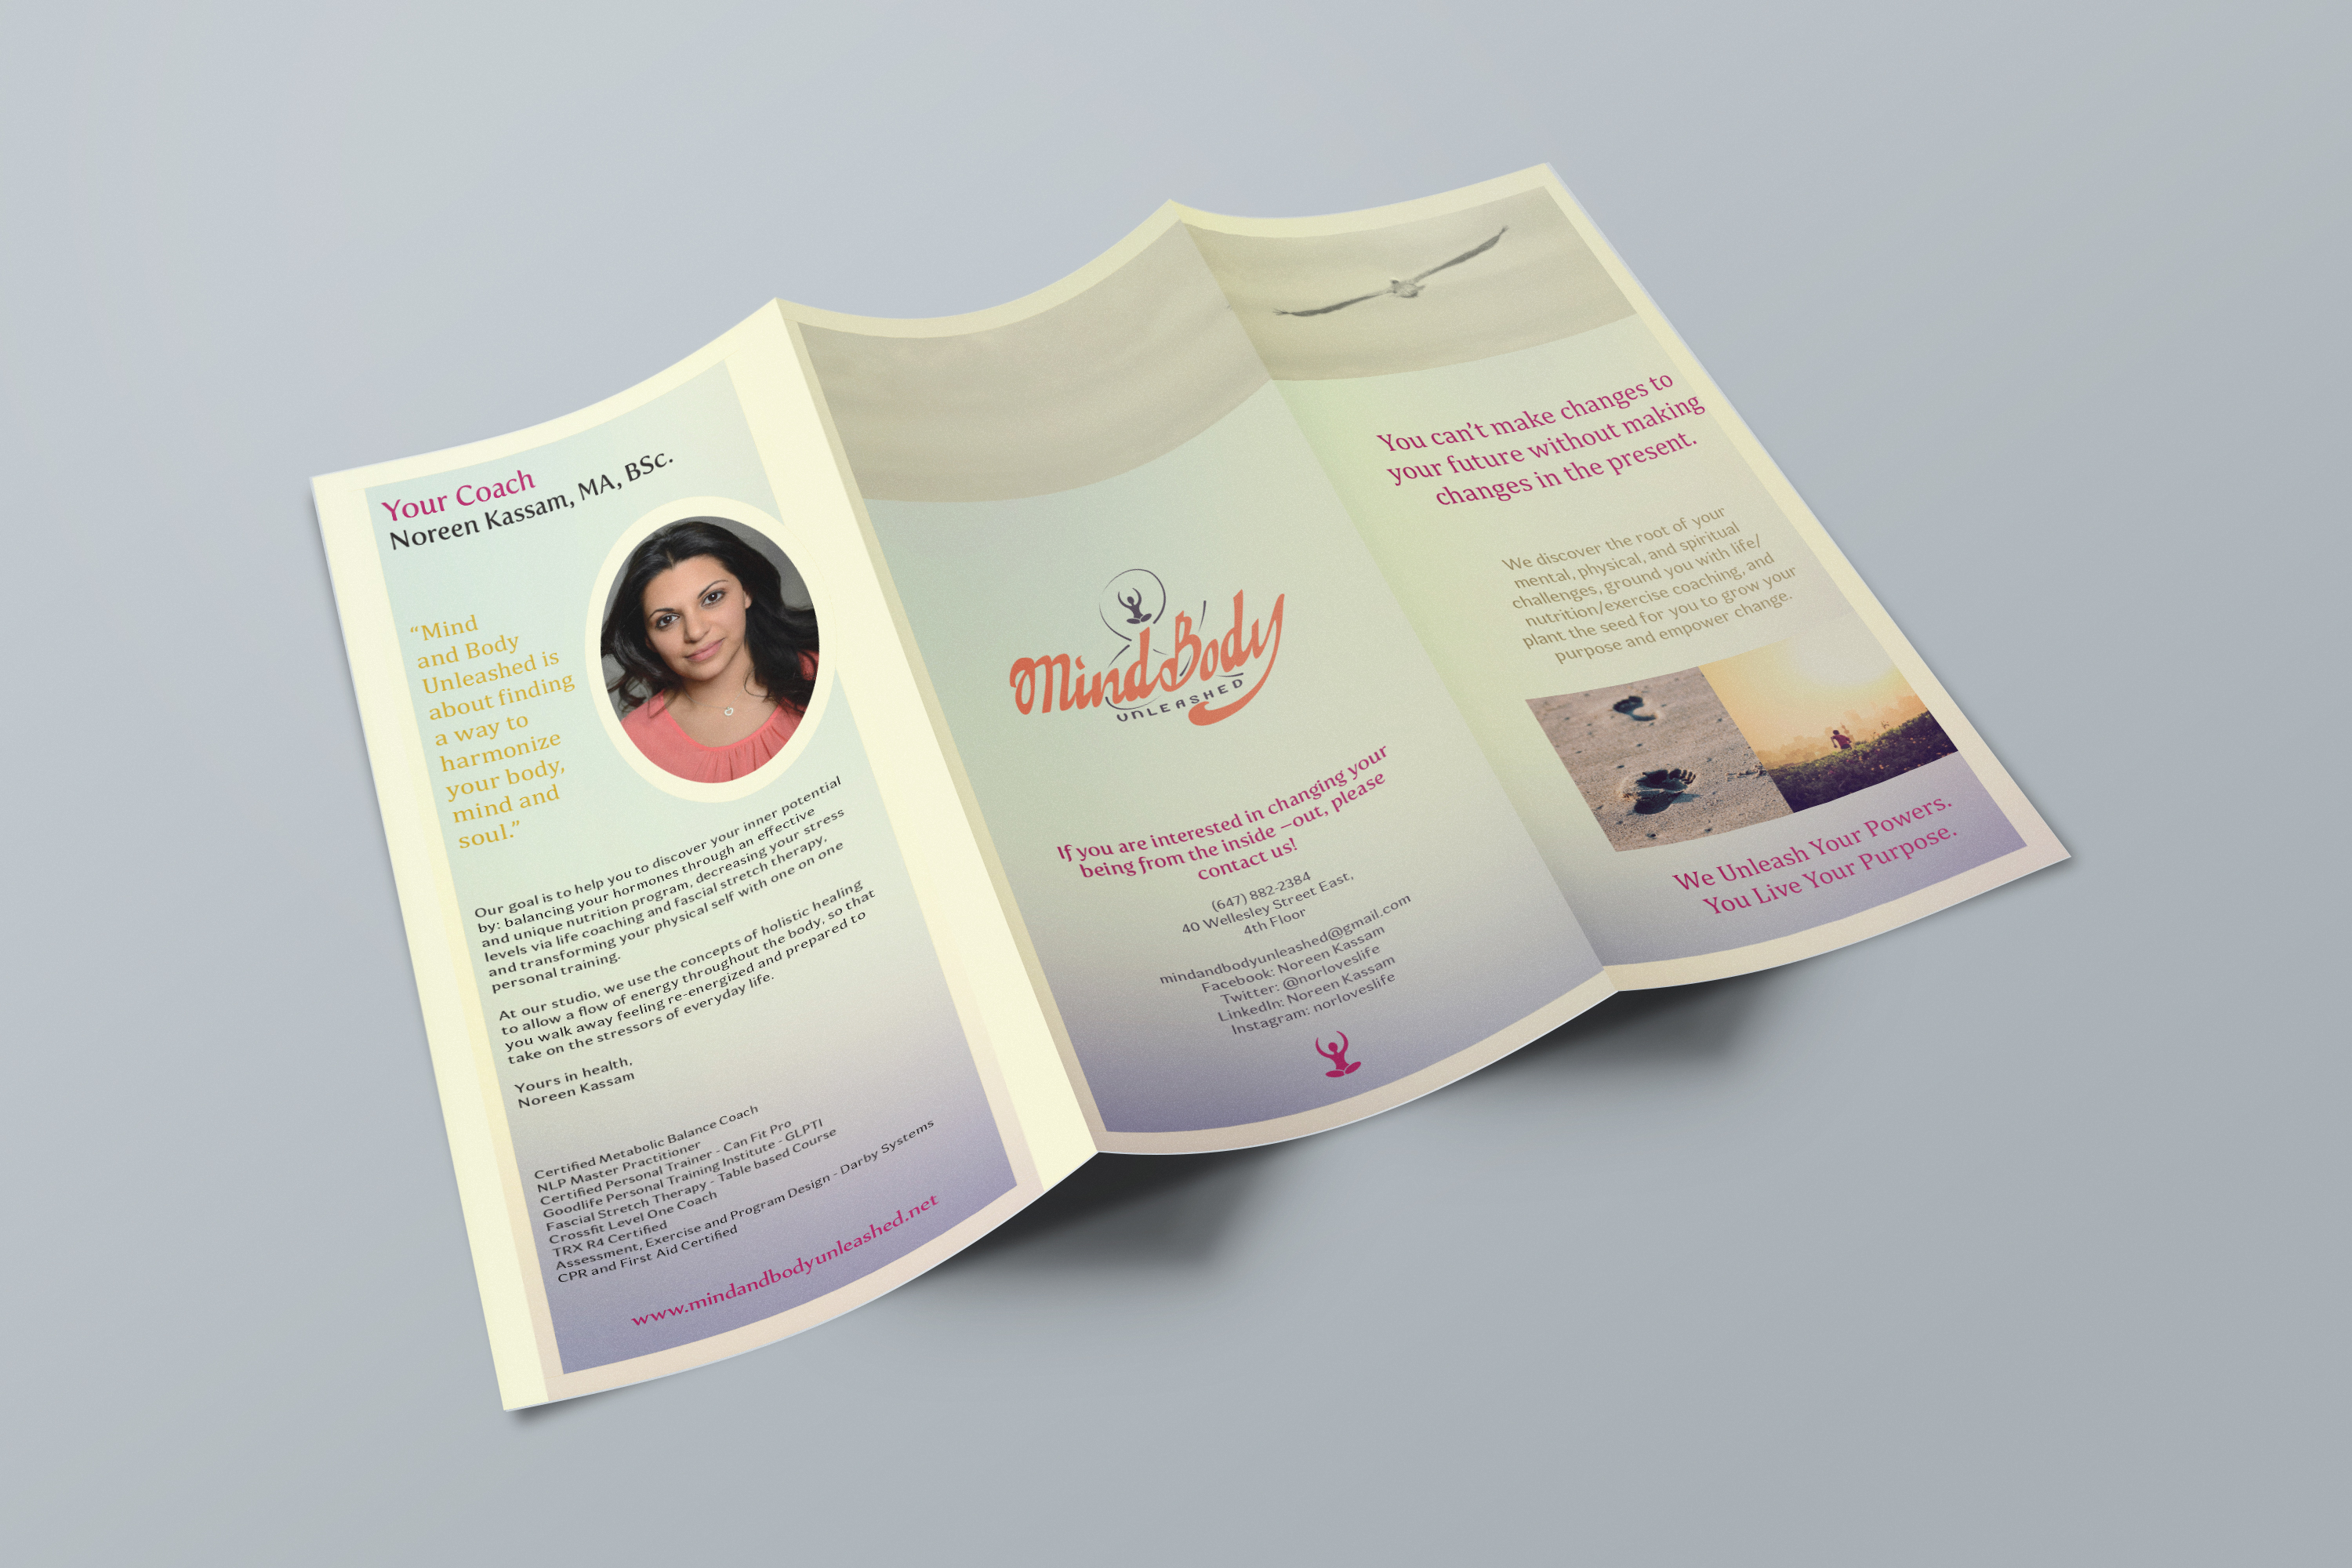 Your Coach
Noreen Kassam, MA, BSc.
“Mind
and Body
Unleashed is
about finding
a way to
harmonize
your body,
mind and
soul.”
Our goal is to help you to discover your inner potential
by: balancing your hormones through an effective
and unique nutrition program, decreasing your stress
levels via life coaching and fascial stretch therapy,
and transforming your physical self with one on one
personal training.
At our studio, we use the concepts of holistic healing
to allow a flow of energy throughout the body, so that
you walk away feeling re-energized and prepared to
take on the stressors of everyday life.
Yours in health,
Noreen Kassam
Certified Metabolic Balance Coach
NLP Master Practitioner
Certified Personal Trainer - Can Fit Pro
Goodlife Personal Training Institute - GLPTI
Fascial Stretch Therapy - Table based Course
Crossfit Level One Coach
TRX R4 Certified
Assessment, Exercise and Program Design - Darby Systems
CPR and First Aid Certified
www.mindandbodyunleashed.net
Mind&Body
UNLEASHED
If you are interested in changing your
being from the inside –out, please
contact us!
(647) 882-2384
40 Wellesley Street East,
4th Floor
mindandbodyunleashed@gmail.com
Facebook: Noreen Kassam
Twitter: @norloveslife
LinkedIn: Noreen Kassam
Instagram: norloveslife
You can't make changes to
your future without making
changes in the present.
We discover the root of your
mental, physical, and spiritual
challenges, ground you with life/
nutrition/exercise coaching, and
plant the seed for you to grow your
purpose and empower change.
We Unleash Your Powers.
You Live Your Purpose.